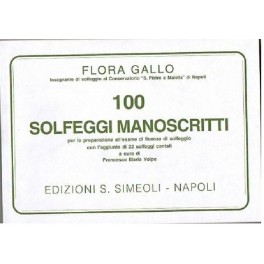 FLORA GALLO
Insegnante di solfeggio al Conservatorio "S. Pietro a Majella" di Napoli
100
SOLFEGGI MANOSCRITTI
per la preparazione all'esame di licenza di solfeggio
con l'aggiunta di 22 solfeggi cantati
a cura di
Francesco Maria Volpe
EDIZIONI S. SIMEOLI - NAPOLI